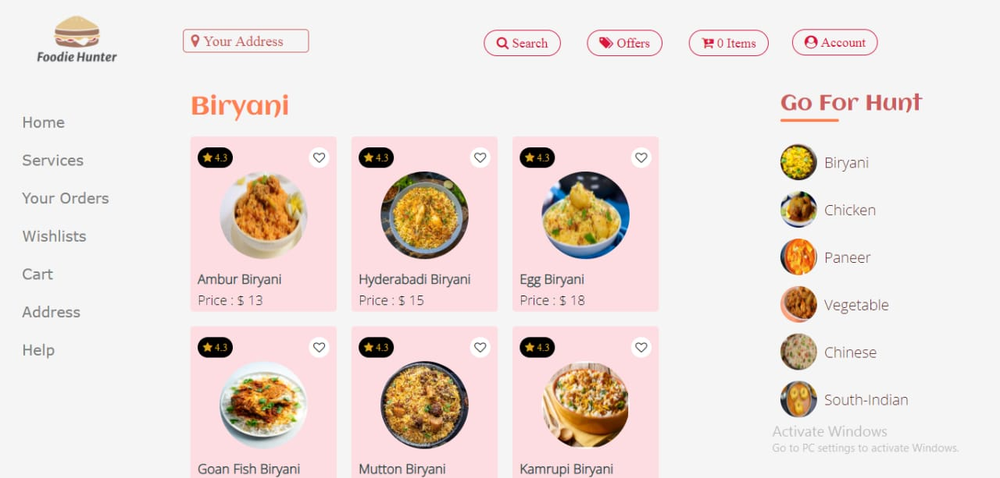 Foodie Hunter
Your Address
Search
Offers
0 Items
Account
Home
Services
Your Orders
Wishlists
Cart
Address
Help
Biryani
4.3
4.3
4.3
Ambur Biryani
Price : $ 13
Hyderabadi Biryani
Price : $ 15
Egg Biryani
Price : $ 18
4.3
4.3
4.3
Goan Fish Biryani
Mutton Biryani
Kamrupi Biryani
Go For Hunt
Biryani
Chicken
Paneer
Vegetable
Chinese
South-Indian
Activate Windows
Go to PC settings to activate Windows.